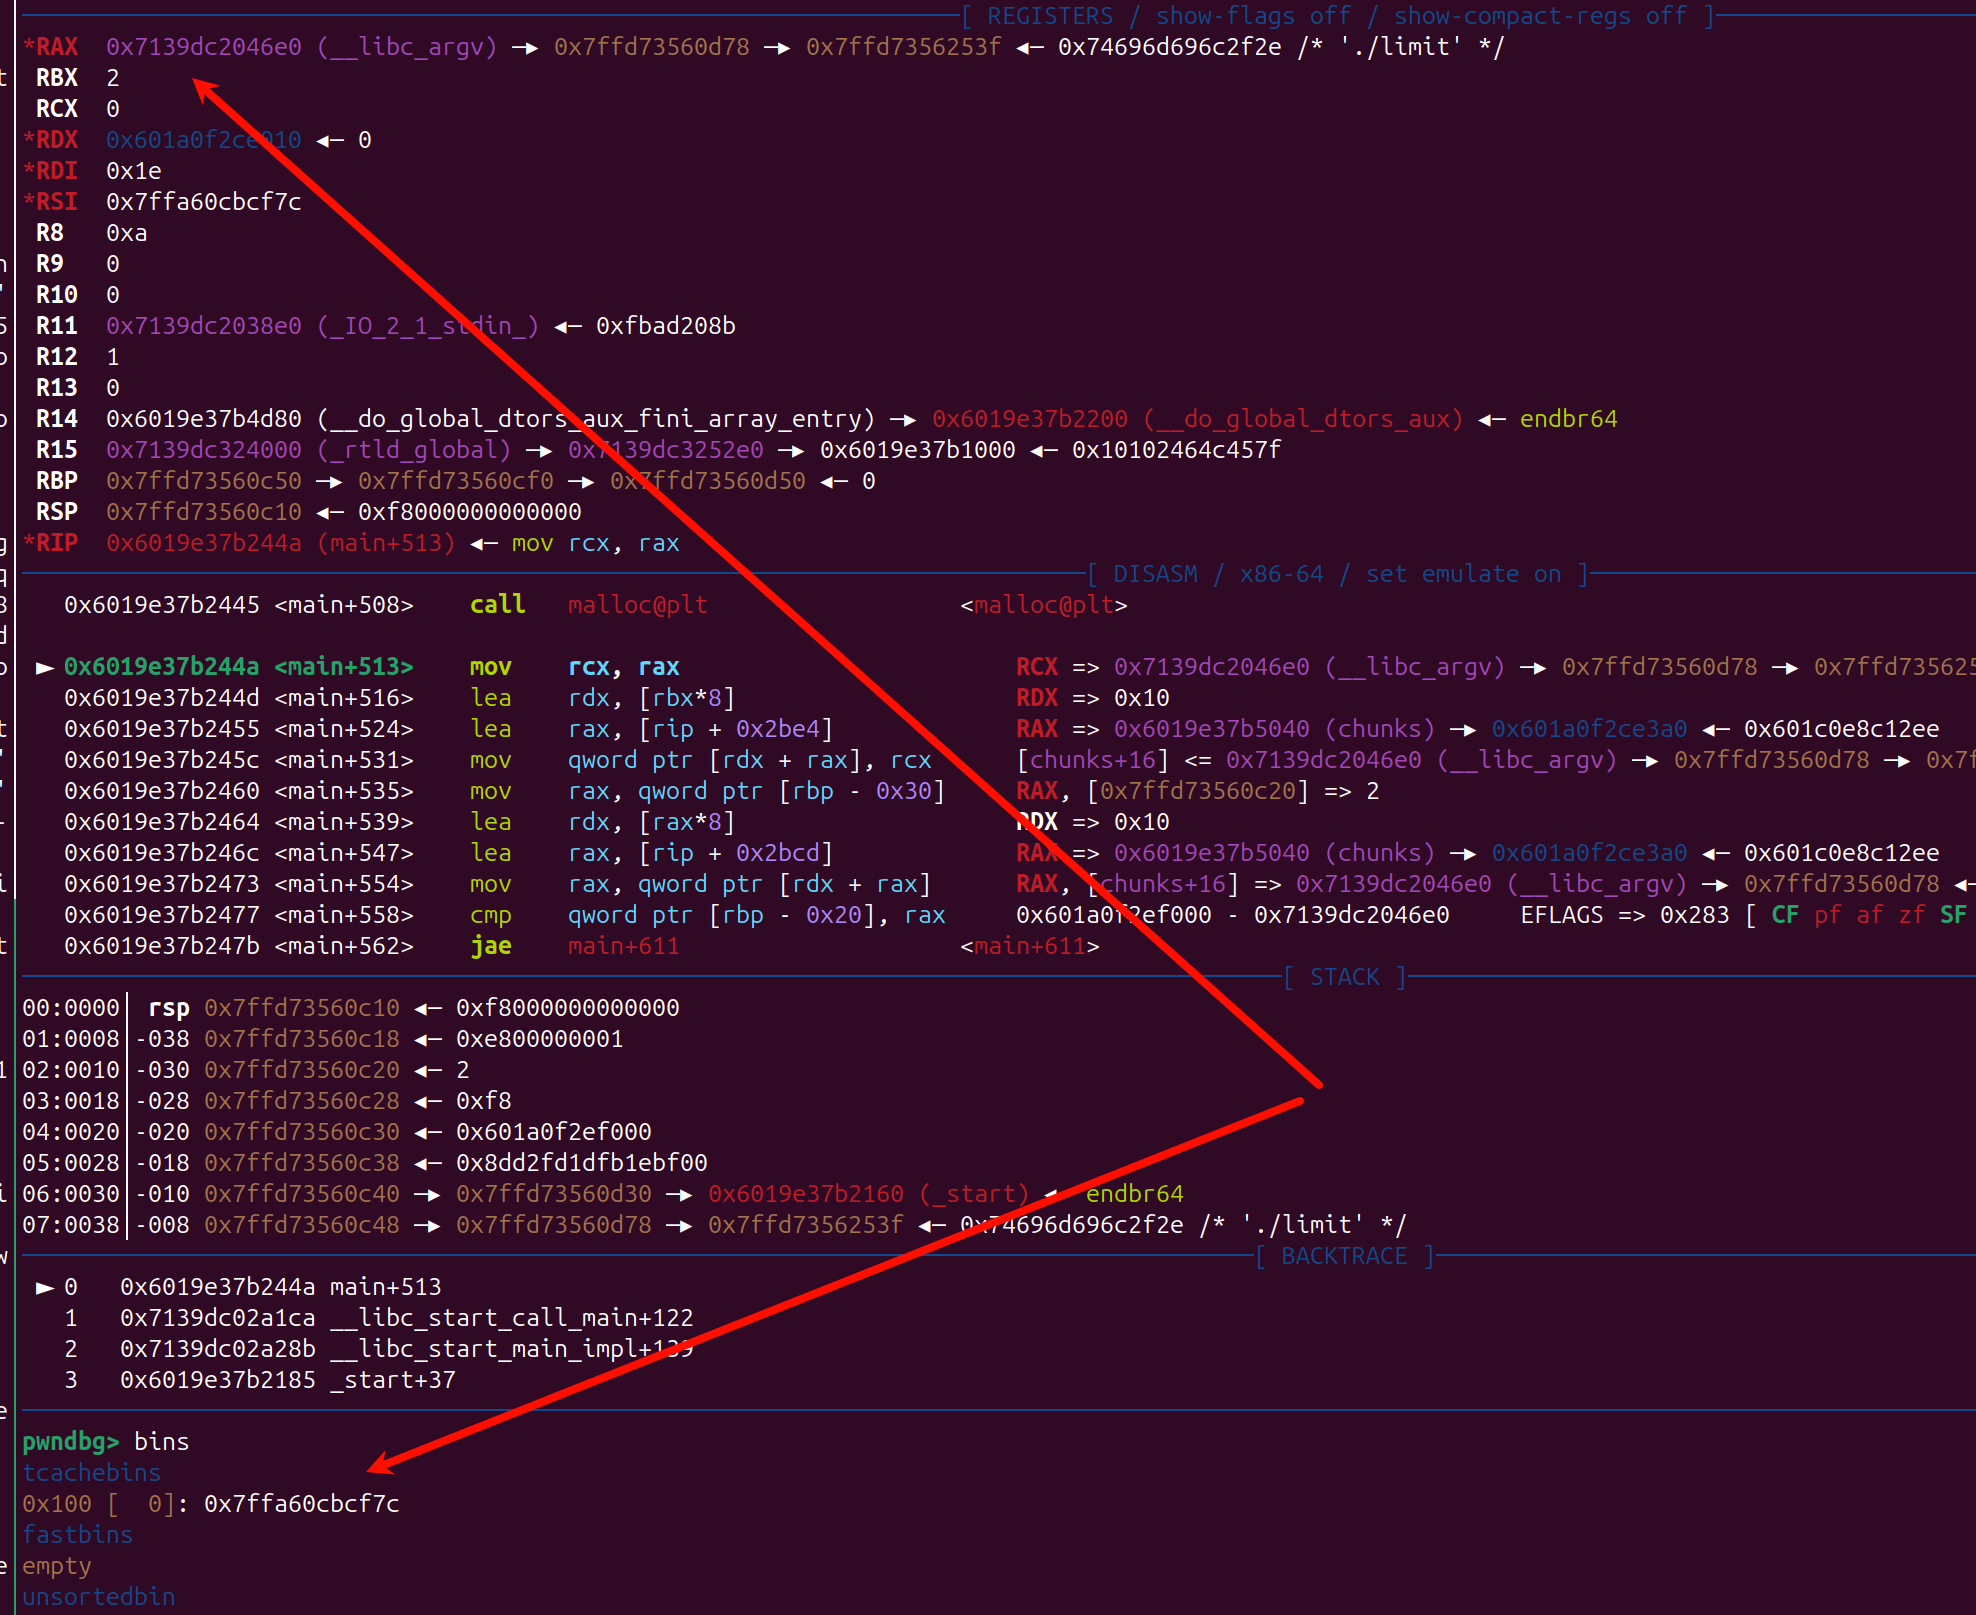 [ REGISTERS / show-flags off / show-compact-regs off ]
*RAX 0x7139dc2046e0 (__libc_argv) —▸ 0x7ffd73560d78 —▸ 0x7ffd7356253f ◂— 0x74696d696c2f2e /* './limit' */
RBX 2
RCX 0
*RDX 0x601a0f2ce010 ◂— 0
*RDI 0x1e
*RSI 0x7ffa60cbcf7c
R8 0xa
R9 0
R10 0
R11 0x7139dc2038e0 (_IO_2_1_stdin_) ◂— 0xfbad208b
R12 1
R13 0
R14 0x6019e37b4d80 (__do_global_dtors_aux_fini_array_entry) —▸ 0x6019e37b2200 (__do_global_dtors_aux) ◂— endbr64
R15 0x7139dc324000 (_rtld_global) —▸ 0x7139dc3252e0 —▸ 0x6019e37b1000 ◂— 0x10102464c457f
RBP 0x7ffd73560c50 —▸ 0x7ffd73560cf0 —▸ 0x7ffd73560d50 ◂— 0
RSP 0x7ffd73560c10 ◂— 0xf8000000000000
*RIP 0x6019e37b244a (main+513) ◂— mov rcx, rax
[ DISASM / x86-64 / set emulate on ]
0x6019e37b2445 <main+508> call malloc@plt <malloc@plt>
► 0x6019e37b244a <main+513> mov rcx, rax RCX => 0x7139dc2046e0 (__libc_argv) —▸ 0x7ffd73560d78 —▸ 0x7ffd735625
0x6019e37b244d <main+516> lea rdx, [rbx*8] RDX => 0x10
0x6019e37b2455 <main+524> lea rax, [rip + 0x2be4] RAX => 0x6019e37b5040 (chunks) —▸ 0x601a0f2ce3a0 ◂— 0x601c0e8c12ee
0x6019e37b245c <main+531> mov qword ptr [rdx + rax], rcx [chunks+16] <= 0x7139dc2046e0 (__libc_argv) —▸ 0x7ffd73560d78 —▸ 0x7f
0x6019e37b2460 <main+535> mov rax, qword ptr [rbp - 0x30] RAX, [0x7ffd73560c20] => 2
0x6019e37b2464 <main+539> lea rdx, [rax*8] RDX => 0x10
0x6019e37b246c <main+547> lea rax, [rip + 0x2bcd] RAX => 0x6019e37b5040 (chunks) —▸ 0x601a0f2ce3a0 ◂— 0x601c0e8c12ee
0x6019e37b2473 <main+554> mov rax, qword ptr [rdx + rax] RAX, [chunks+16] => 0x7139dc2046e0 (__libc_argv) —▸ 0x7ffd73560d78 ◂—
0x6019e37b2477 <main+558> cmp qword ptr [rbp - 0x20], rax 0x601a0f2ef000 - 0x7139dc2046e0 EFLAGS => 0x283 [ CF pf af zf SF
0x6019e37b247b <main+562> jae main+611 <main+611>
[ STACK ]
00:0000│ rsp 0x7ffd73560c10 ◂— 0xf8000000000000
01:0008│-038 0x7ffd73560c18 ◂— 0xe800000001
02:0010│-030 0x7ffd73560c20 ◂— 2
03:0018│-028 0x7ffd73560c28 ◂— 0xf8
04:0020│-020 0x7ffd73560c30 ◂— 0x601a0f2ef000
05:0028│-018 0x7ffd73560c38 ◂— 0x8dd2fd1dfb1ebf00
06:0030│-010 0x7ffd73560c40 —▸ 0x7ffd73560d30 —▸ 0x6019e37b2160 (_start) ◂— endbr64
07:0038│-008 0x7ffd73560c48 —▸ 0x7ffd73560d78 —▸ 0x7ffd7356253f ◂— 0x74696d696c2f2e /* './limit' */
[ BACKTRACE ]
► 0 0x6019e37b244a main+513
1 0x7139dc02a1ca __libc_start_call_main+122
2 0x7139dc02a28b __libc_start_main_impl+139
3 0x6019e37b2185 _start+37
pwndbg> bins
tcachebins
0x100 [ 0]: 0x7ffa60cbcf7c
fastbins
empty
unsortedbin